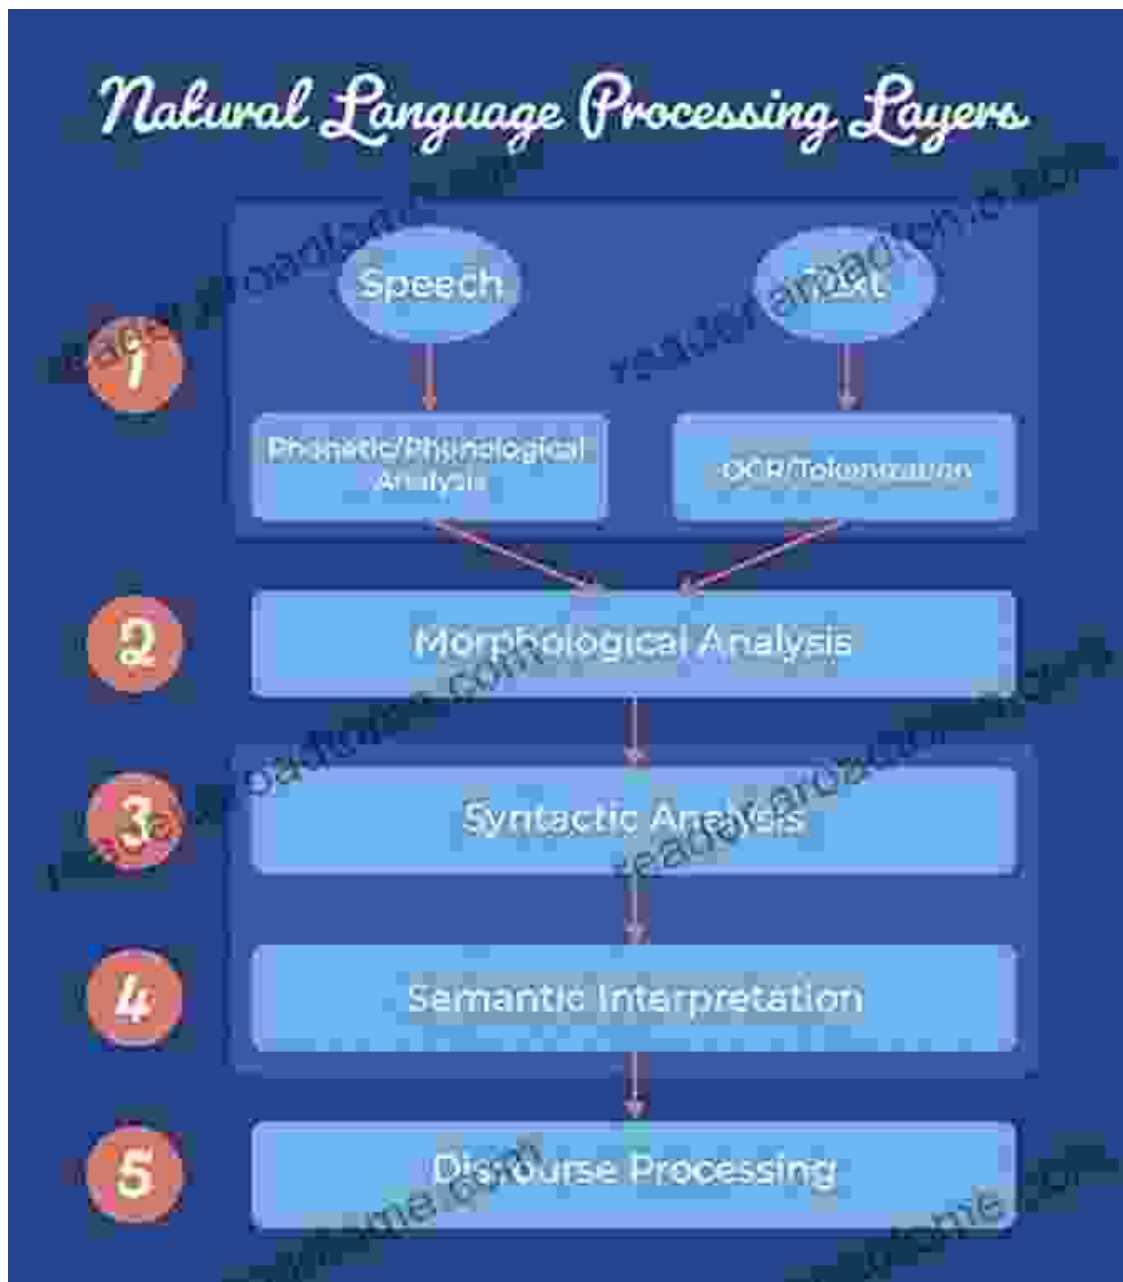 Natural Language Processing Layers
Speech
Text
1
Phonetic/Phonological
Analysis
OCR/Tokenization
2
Morphological Analysis
3
Syntactic Analysis
4
Semantic Interpretation
5
Discourse Processing